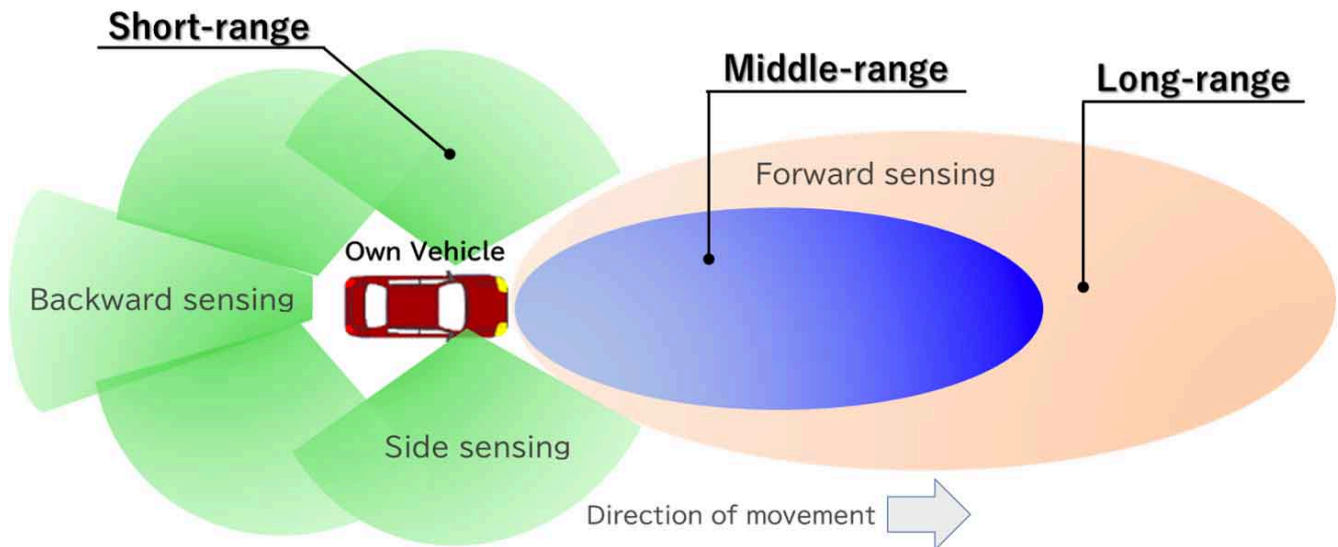 Short-range
Middle-range
Long-range
Forward sensing
Own Vehicle
Backward sensing
Side sensing
Direction of movement